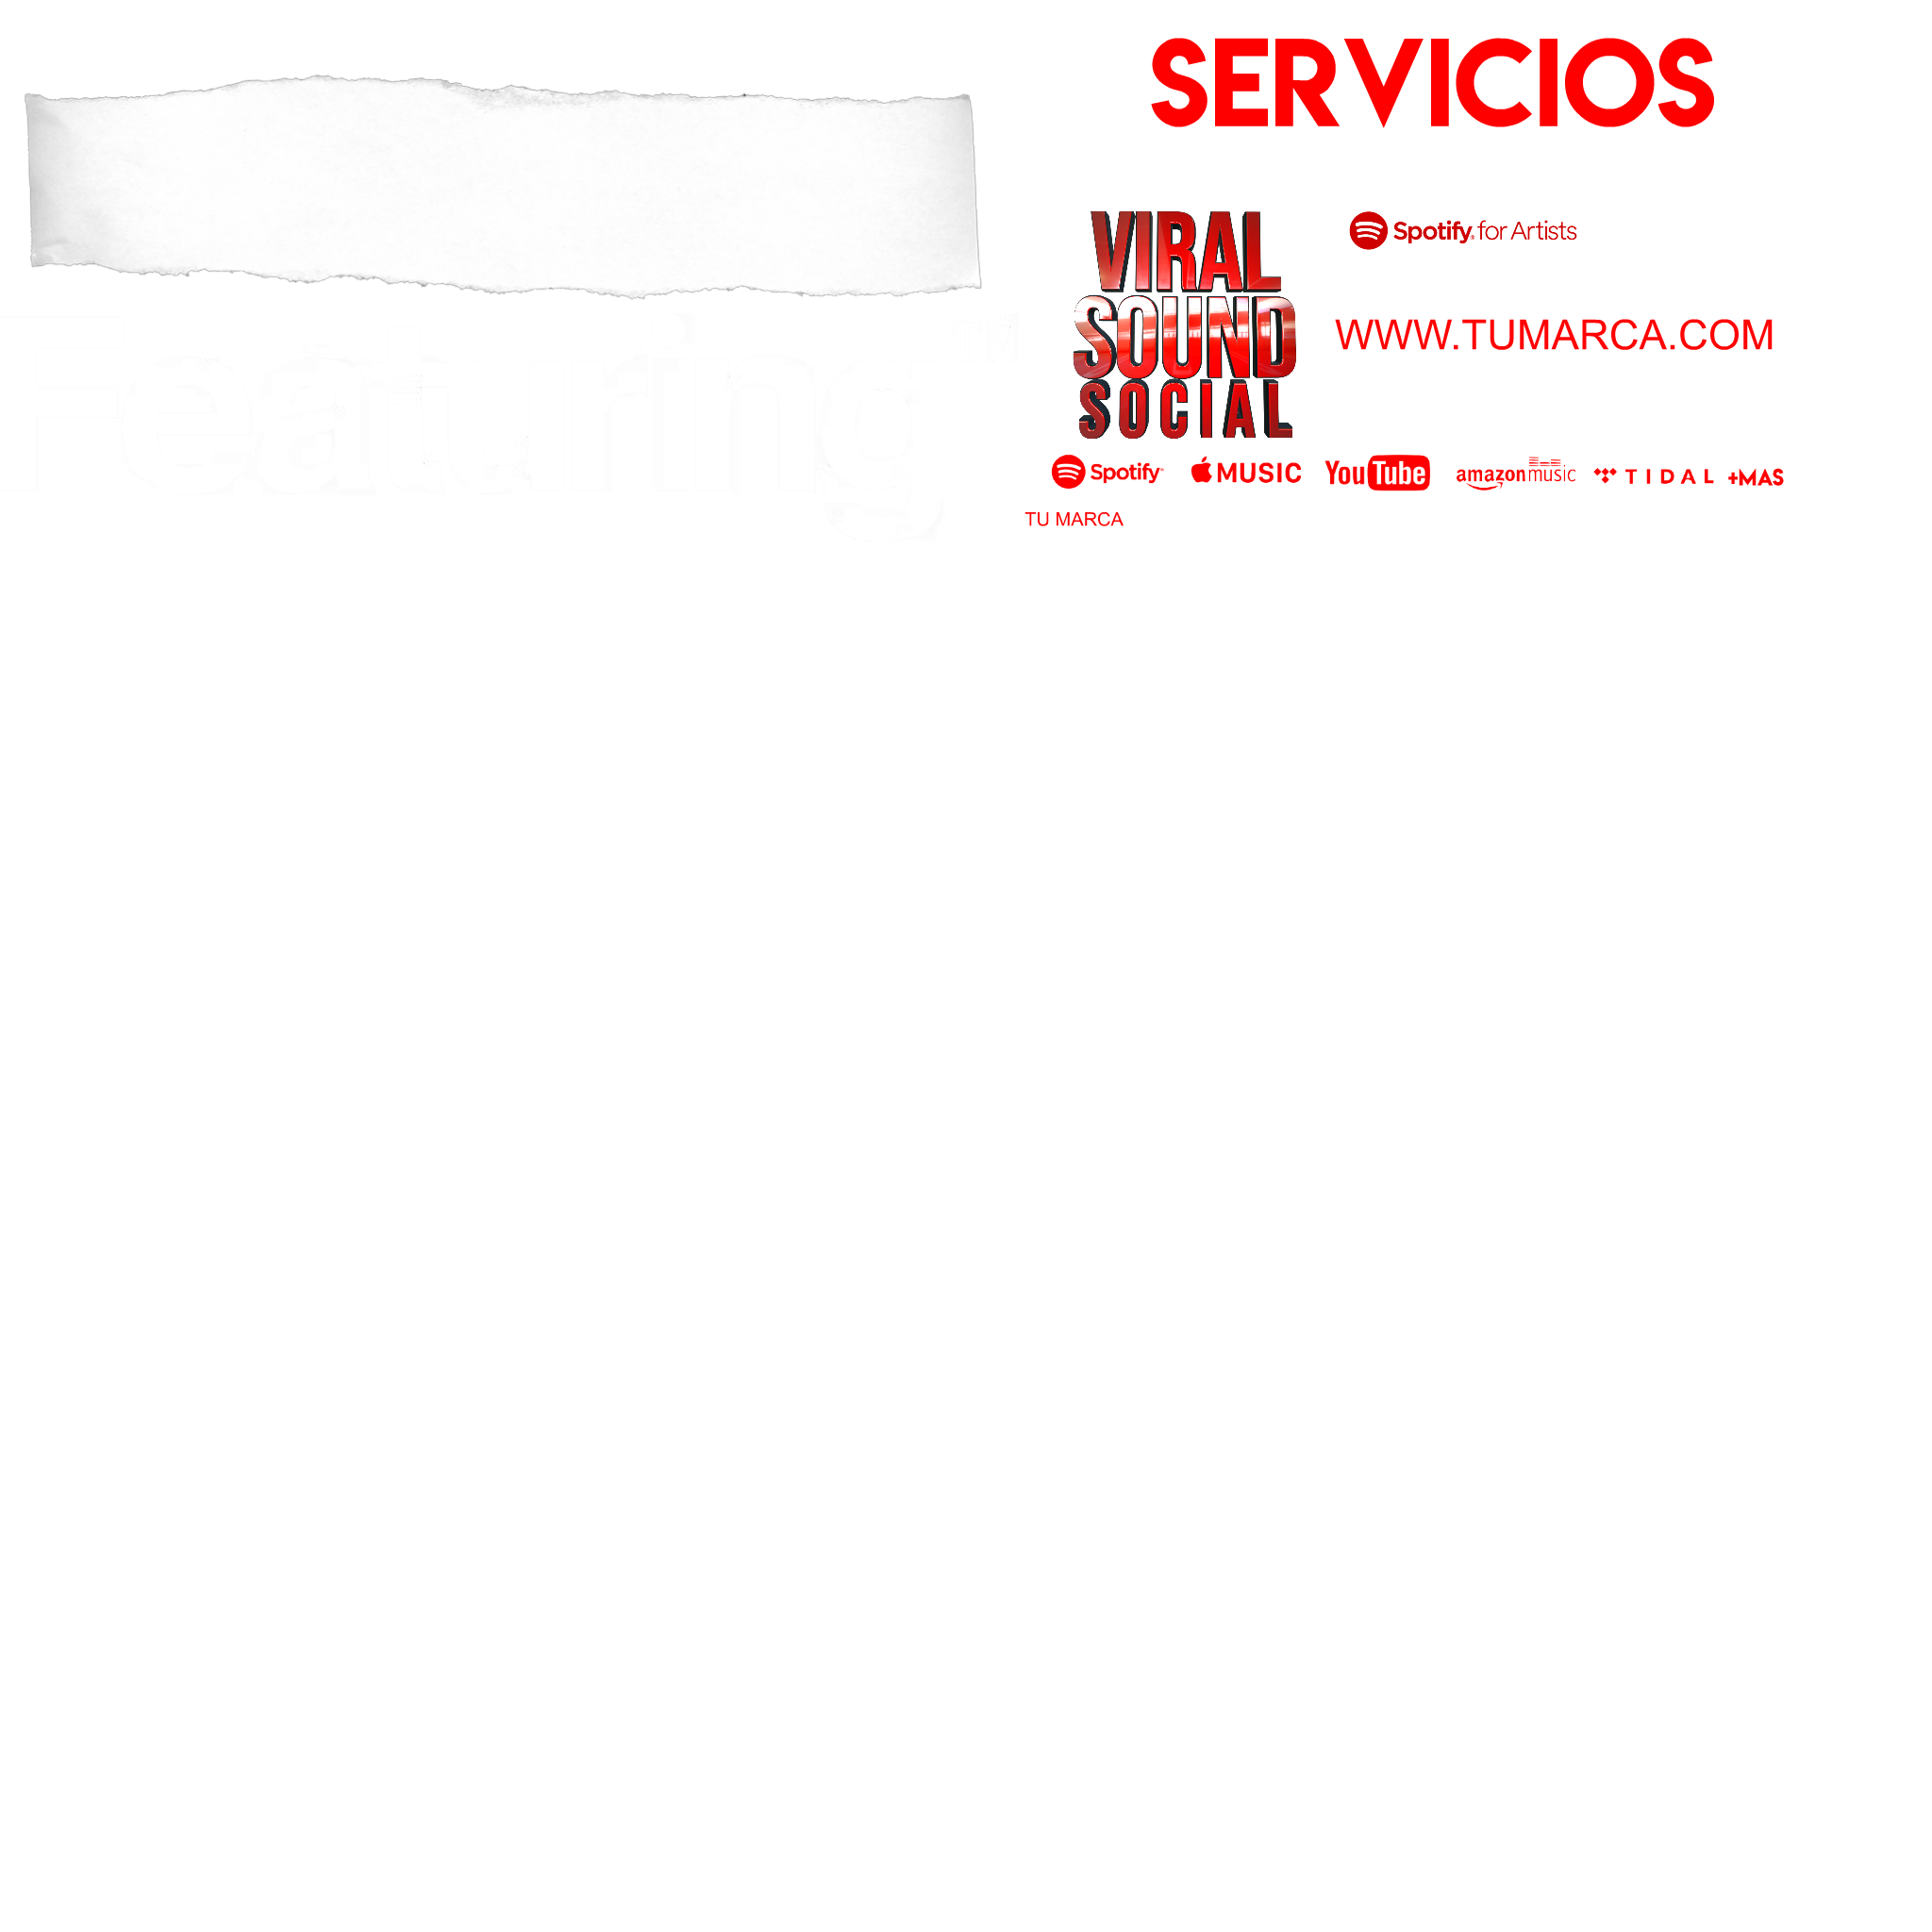 SERVICIOS
VIRAL
SOUND
SOCIAL
Spotify for Artists
WWW.TUMARCA.COM
Spotify MUSIC YouTube amazon music TIDAL +MAS
TU MARCA
Featuring